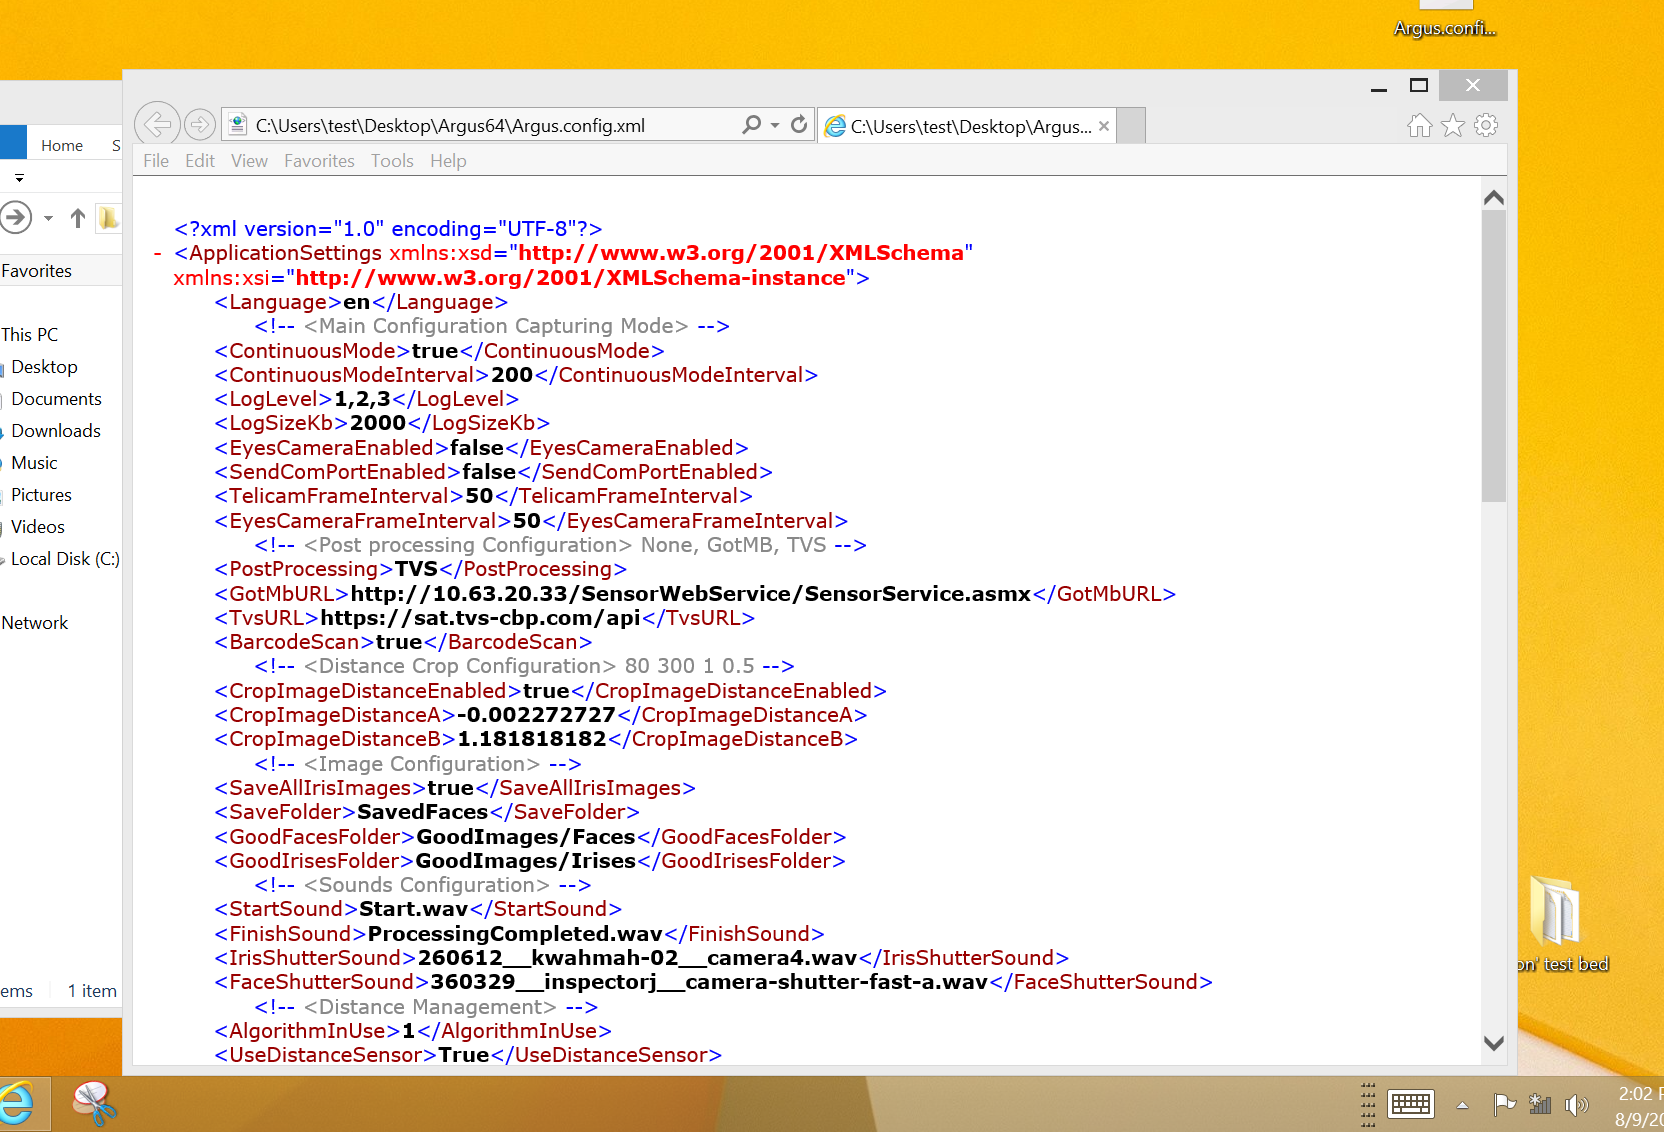 Argus.confi...
C:\Users\test\Desktop\Argus64\Argus.config.xml
C:\Users\test\Desktop\Argus...
Home
File Edit View Favorites Tools Help
Favorites
This PC
Desktop
Documents
Downloads
Music
Pictures
Videos
Local Disk (C:)
Network
ems 1 item
<?xml version="1.0" encoding="UTF-8"?>
- <ApplicationSettings xmlns:xsd="http://www.w3.org/2001/XMLSchema"
xmlns:xsi="http://www.w3.org/2001/XMLSchema-instance">
<Language>en</Language>
<!-- <Main Configuration Capturing Mode> -->
<ContinuousMode>true</ContinuousMode>
<ContinuousModeInterval>200</ContinuousModeInterval>
<LogLevel>1,2,3</LogLevel>
<LogSizeKb>2000</LogSizeKb>
<EyesCameraEnabled>false</EyesCameraEnabled>
<SendComPortEnabled>false</SendComPortEnabled>
<TelicamFrameInterval>50</TelicamFrameInterval>
<EyesCameraFrameInterval>50</EyesCameraFrameInterval>
<!-- <Post processing Configuration> None, GotMB, TVS -->
<PostProcessing>TVS</PostProcessing>
<GotMbURL>http://10.63.20.33/SensorWebService/SensorService.asmx</GotMbURL>
<TvsURL>https://sat.tvs-cbp.com/api</TvsURL>
<BarcodeScan>true</BarcodeScan>
<!-- <Distance Crop Configuration> 80 300 1 0.5 -->
<CropImageDistanceEnabled>true</CropImageDistanceEnabled>
<CropImageDistanceA>-0.002272727</CropImageDistanceA>
<CropImageDistanceB>1.181818182</CropImageDistanceB>
<!-- <Image Configuration> -->
<SaveAllIrisImages>true</SaveAllIrisImages>
<SaveFolder>SavedFaces</SaveFolder>
<GoodFacesFolder>GoodImages/Faces</GoodFacesFolder>
<GoodIrisesFolder>GoodImages/Irises</GoodIrisesFolder>
<!-- <Sounds Configuration> -->
<StartSound>Start.wav</StartSound>
<FinishSound>ProcessingCompleted.wav</FinishSound>
<IrisShutterSound>260612__kwahmah-02__camera4.wav</IrisShutterSound>
<FaceShutterSound>360329__inspectorj__camera-shutter-fast-a.wav</FaceShutterSound>
<!-- <Distance Management> -->
<AlgorithmInUse>1</AlgorithmInUse>
<UseDistanceSensor>True</UseDistanceSensor>
on' test bed
2:02 P
8/9/20